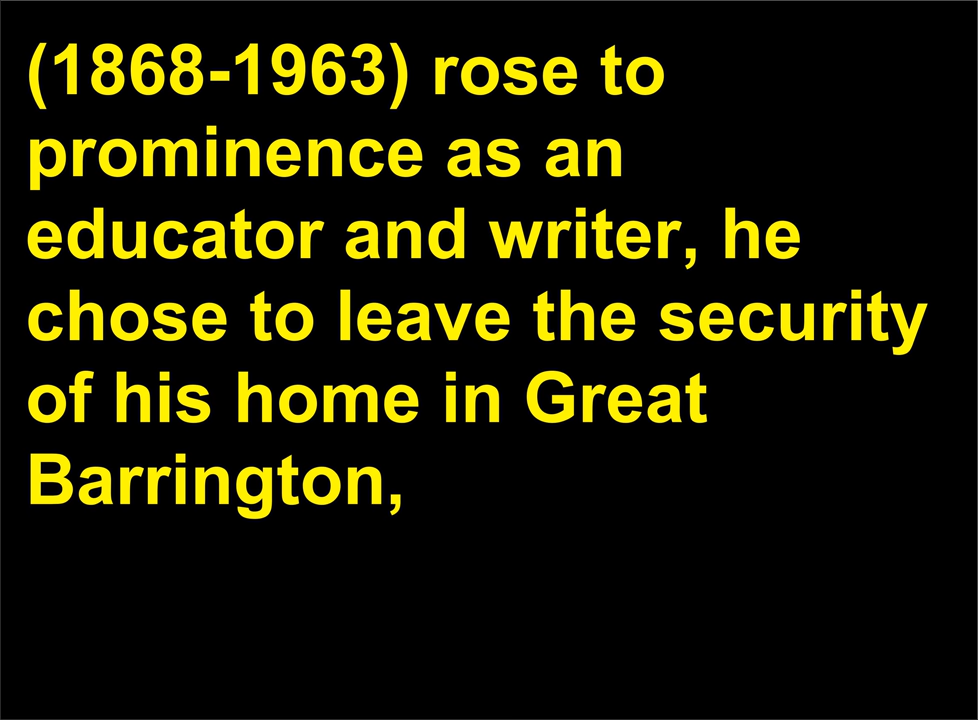 (1868-1963) rose to
prominence as an
educator and writer, he
chose to leave the security
of his home in Great
Barrington,